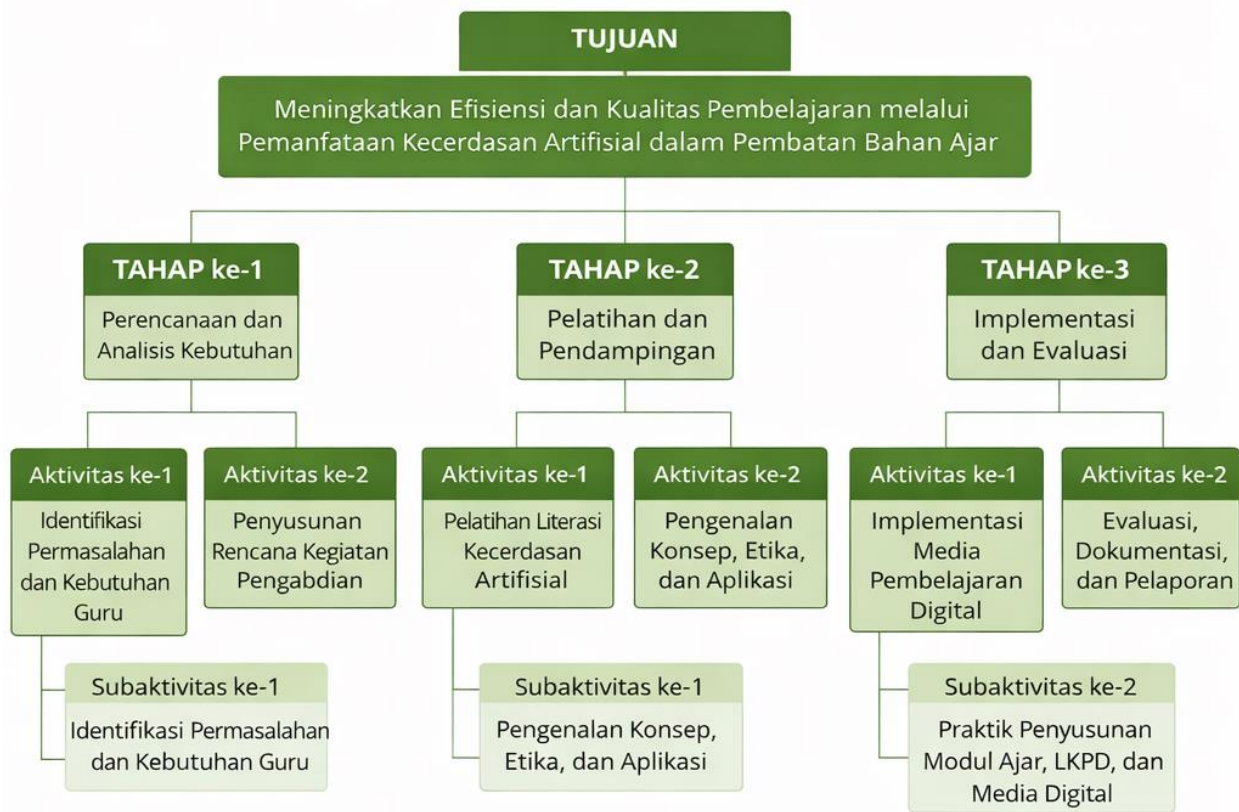 TUJUAN
Meningkatkan Efisiensi dan Kualitas Pembelajaran melalui
Pemanfataan Kecerdasan Artifisial dalam Pembatan Bahan Ajar
TAHAP ke-1
Perencanaan dan
Analisis Kebutuhan
TAHAP ke-2
Pelatihan dan
Pendampingan
TAHAP ke-3
Implementasi
dan Evaluasi
Aktivitas ke-1
Identifikasi
Permasalahan
dan Kebutuhan
Guru
Aktivitas ke-2
Penyusunan
Rencana Kegiatan
Pengabdian
Aktivitas ke-1
Pelatihan Literasi
Kecerdasan
Artifisial
Aktivitas ke-2
Pengenalan
Konsep, Etika,
dan Aplikasi
Aktivitas ke-1
Implementasi
Media
Pembelajaran
Digital
Aktivitas ke-2
Evaluasi,
Dokumentasi,
dan Pelaporan
Subaktivitas ke-1
Identifikasi Permasalahan
dan Kebutuhan Guru
Subaktivitas ke-1
Pengenalan Konsep,
Etika, dan Aplikasi
Subaktivitas ke-2
Praktik Penyusunan
Modul Ajar, LKPD, dan
Media Digital